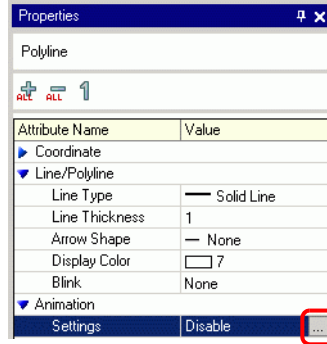 Properties
Polyline
ALL ALL 1
Attribute Name Value
Coordinate
Line/Polyline
Line Type Solid Line
Line Thickness 1
Arrow Shape None
Display Color 7
Blink None
Animation
Settings Disable ...